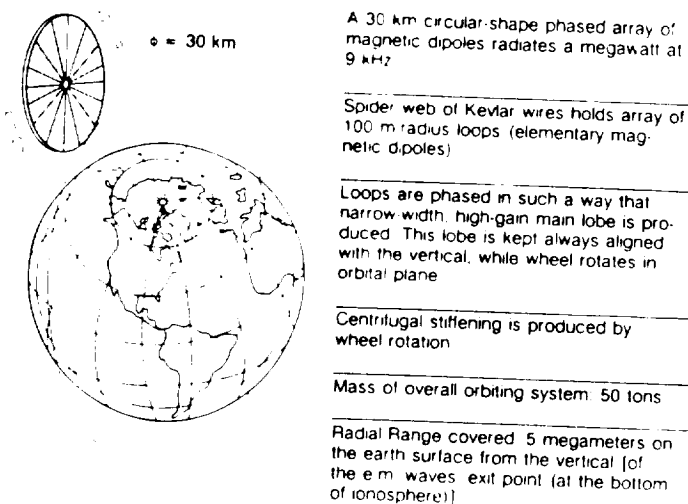 ϕ = 30 km
A 30 km circular-shape phased array of
magnetic dipoles radiates a megawatt at
9 kHz
Spider web of Kevlar wires holds array of
100 m radius loops (elementary mag-
netic dipoles)
Loops are phased in such a way that
narrow-width, high-gain main lobe is pro-
duced This lobe is kept always aligned
with the vertical, while wheel rotates in
orbital plane
Centrifugal stiffening is produced by
wheel rotation
Mass of overall orbiting system: 50 tons
Radial Range covered 5 megameters on
the earth surface from the vertical [of
the e m waves exit point (at the bottom
of ionosphere)]